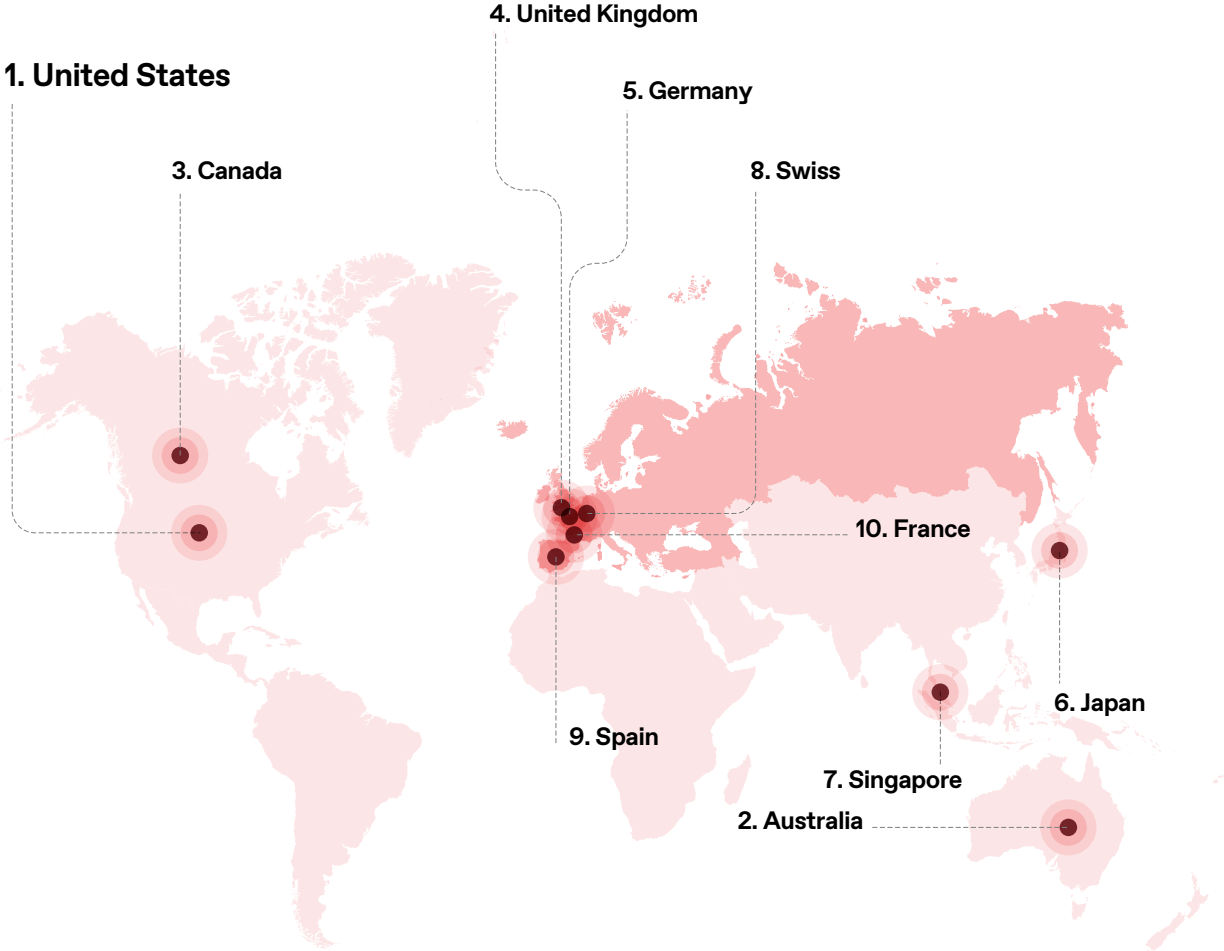 4. United Kingdom
1. United States
5. Germany
3. Canada
8. Swiss
10. France
6. Japan
9. Spain
7. Singapore
2. Australia